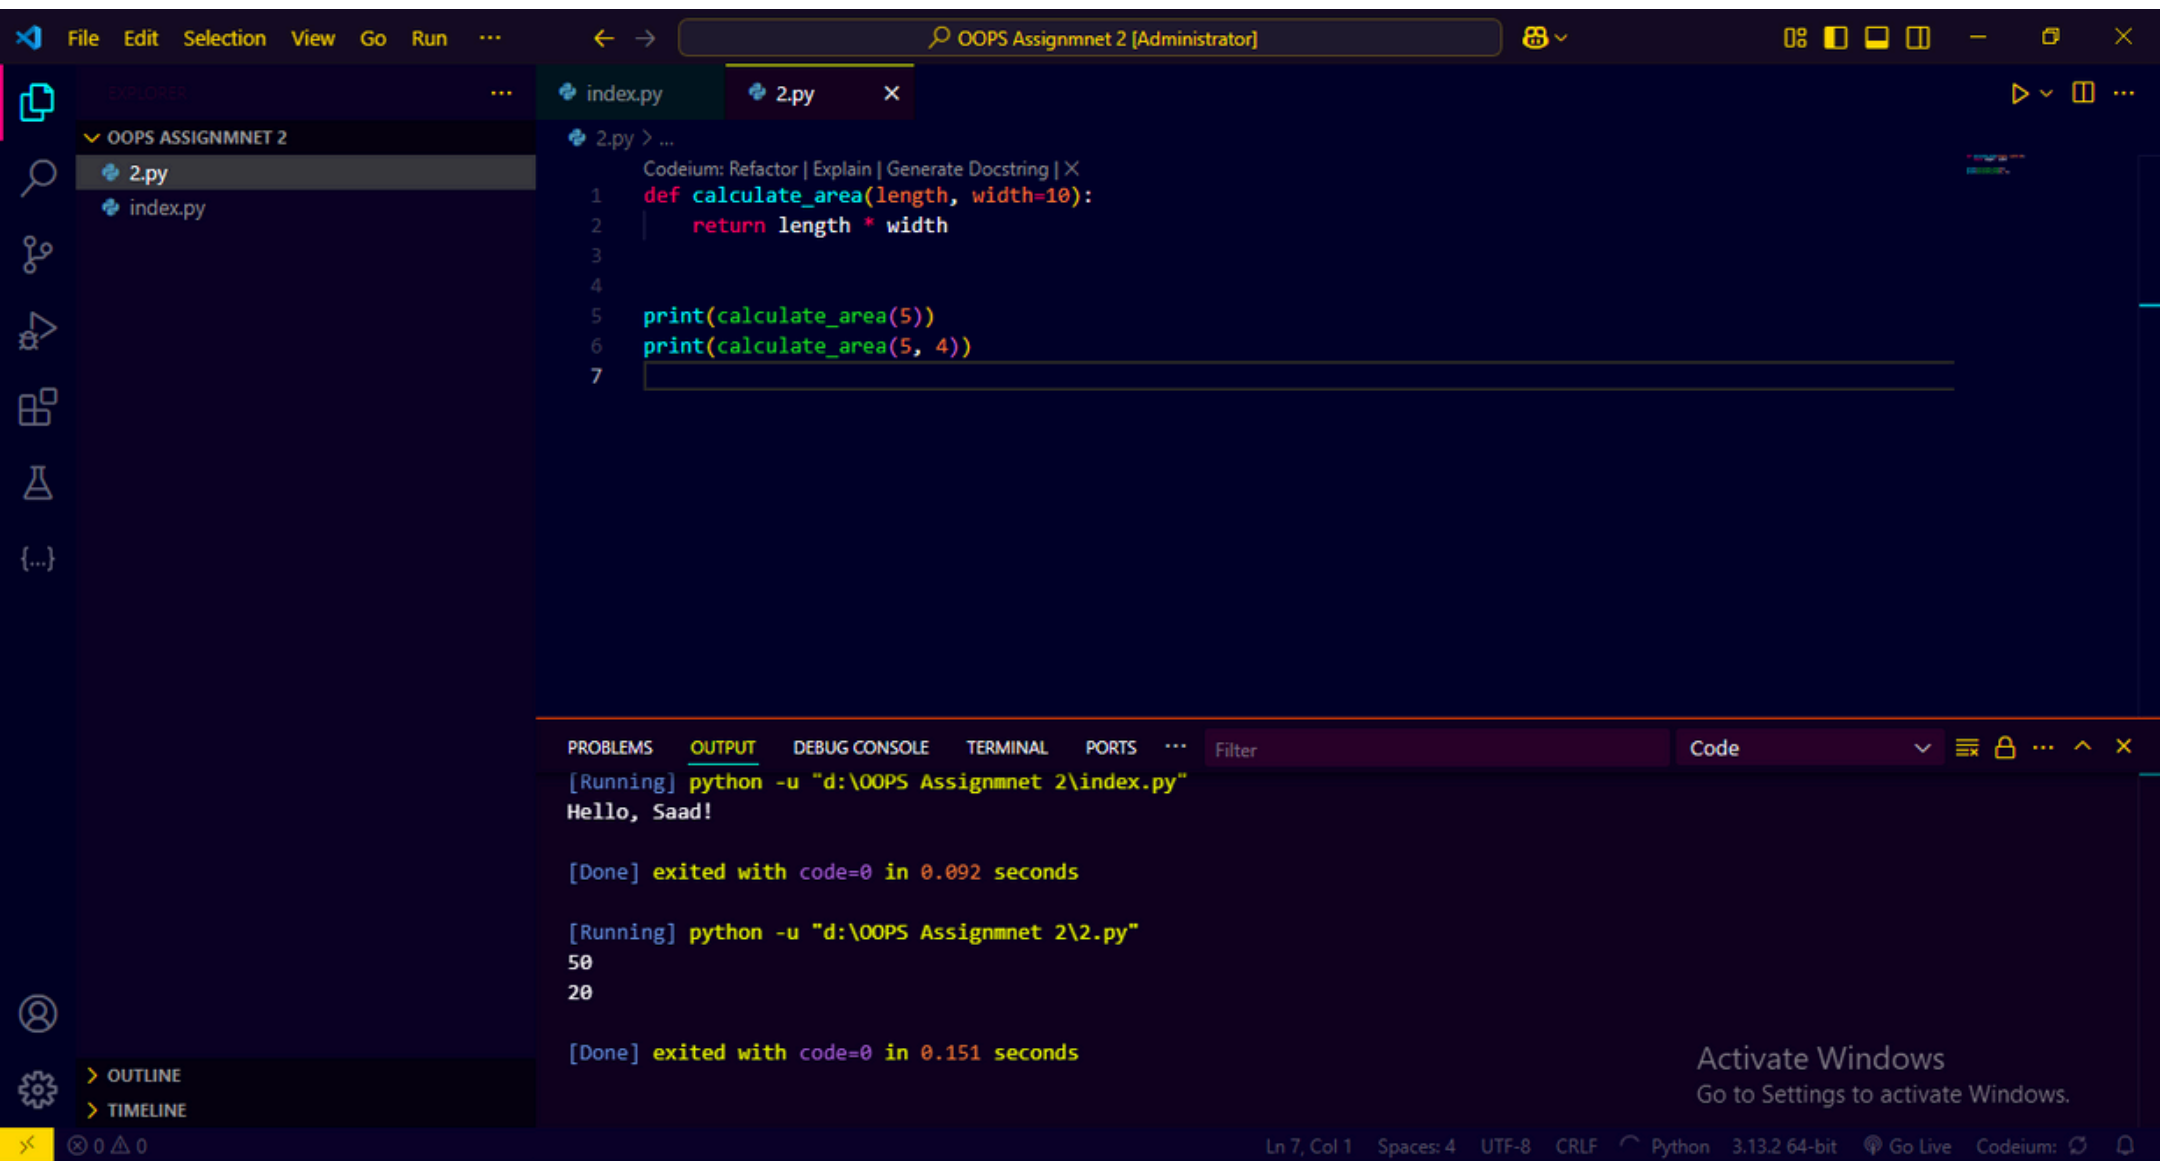 File Edit Selection View Go Run ···
OOPS Assignmnet 2 [Administrator]
EXPLORER
OOPS ASSIGNMNET 2
2.py
index.py
OUTLINE
TIMELINE
index.py 2.py
2.py > ...
Codeium: Refactor | Explain | Generate Docstring | X
1 def calculate_area(length, width=10):
2 return length * width
3
4
5 print(calculate_area(5))
6 print(calculate_area(5, 4))
7
PROBLEMS OUTPUT DEBUG CONSOLE TERMINAL PORTS ··· Filter Code
[Running] python -u "d:\OOPS Assignmnet 2\index.py"
Hello, Saad!
[Done] exited with code=0 in 0.092 seconds
[Running] python -u "d:\OOPS Assignmnet 2\2.py"
50
20
[Done] exited with code=0 in 0.151 seconds
Activate Windows
Go to Settings to activate Windows.
0 0 Ln 7, Col 1 Spaces: 4 UTF-8 CRLF Python 3.13.2 64-bit Go Live Codeium: